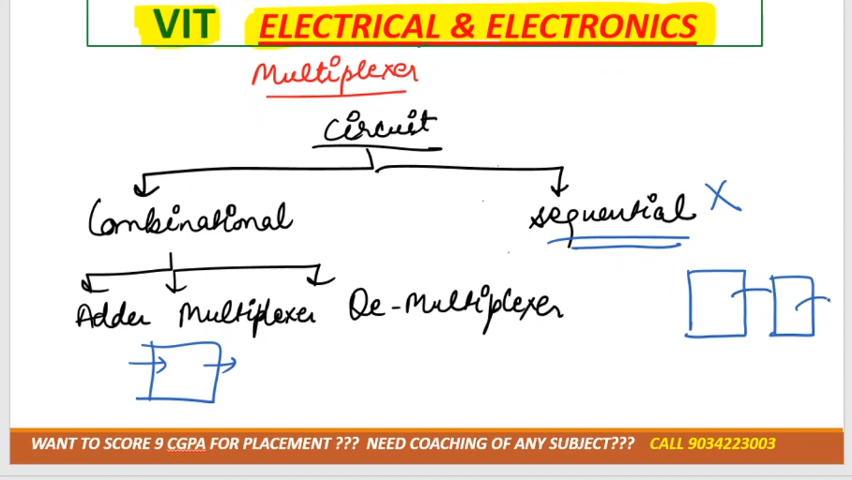 VIT ELECTRICAL & ELECTRONICS
Multiplexer
Circuit
Combinational sequential X
Adder Multiplexer De-Multiplexer
WANT TO SCORE 9 CGPA FOR PLACEMENT ??? NEED COACHING OF ANY SUBJECT??? CALL 9034223003